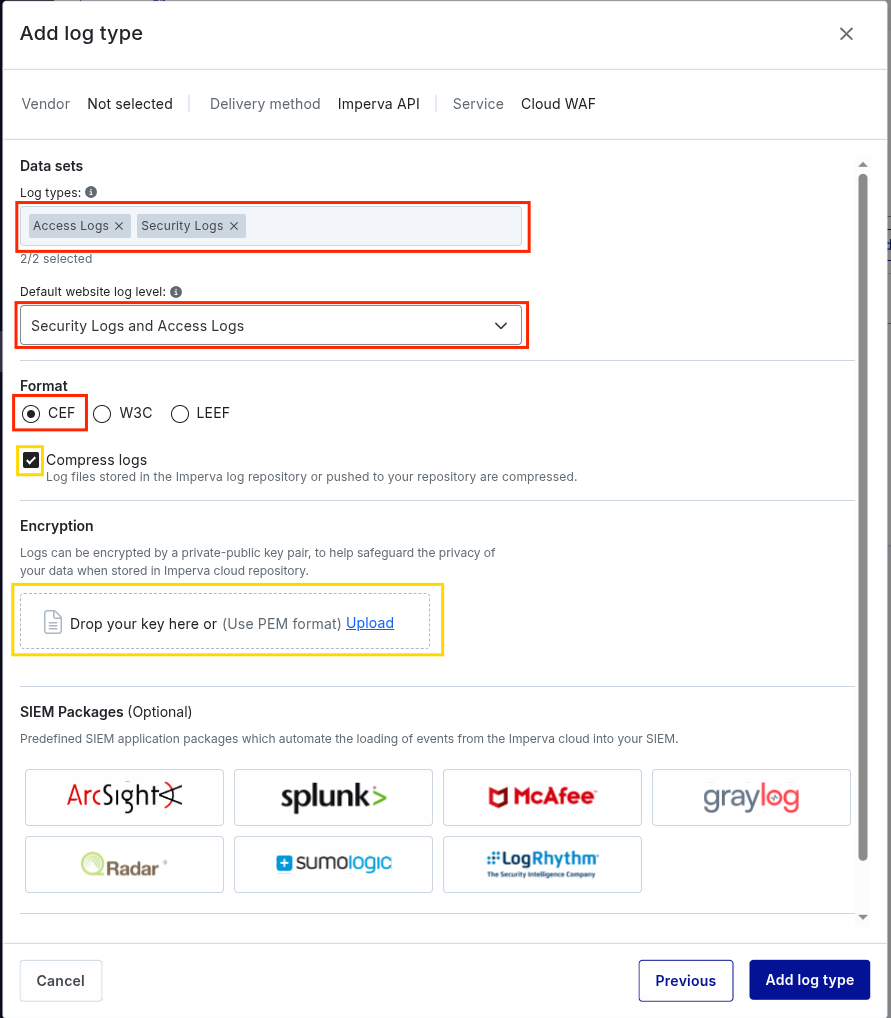 Add log type
Vendor Not selected Delivery method Imperva API Service Cloud WAF
Data sets
Log types:
Access Logs Security Logs
2/2 selected
Default website log level:
Security Logs and Access Logs
Format
CEF W3C LEEF
Compress logs
Log files stored in the Imperva log repository or pushed to your repository are compressed.
Encryption
Logs can be encrypted by a private-public key pair, to help safeguard the privacy of
your data when stored in Imperva cloud repository.
Drop your key here or (Use PEM format) Upload
SIEM Packages (Optional)
Predefined SIEM application packages which automate the loading of events from the Imperva cloud into your SIEM.
ArcSight splunk> McAfee graylog
QRadar sumologic LogRhythm
The Security Intelligence Company
Cancel Previous Add log type